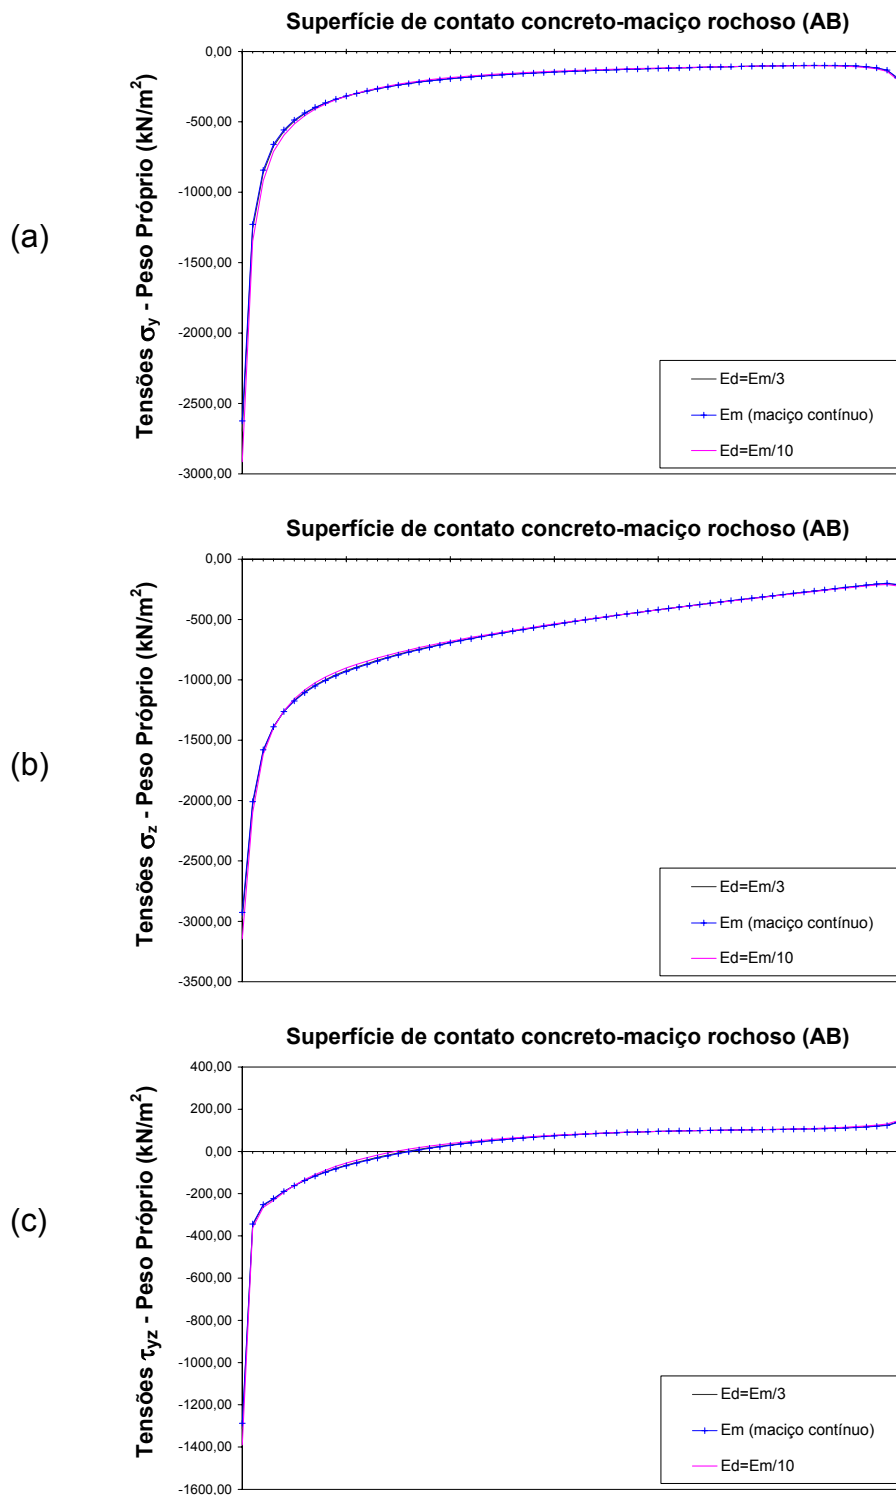 Superfície de contato concreto-maciço rochoso (AB)
0,00
-500,00
-1000,00
-1500,00
-2000,00
-2500,00
-3000,00
Tensões σy - Peso Próprio (kN/m²)
(a)
Ed=Em/3
Em (maciço contínuo)
Ed=Em/10
Superfície de contato concreto-maciço rochoso (AB)
0,00
-500,00
-1000,00
-1500,00
-2000,00
-2500,00
-3000,00
-3500,00
Tensões σz - Peso Próprio (kN/m²)
(b)
Ed=Em/3
Em (maciço contínuo)
Ed=Em/10
Superfície de contato concreto-maciço rochoso (AB)
400,00
200,00
0,00
-200,00
-400,00
-600,00
-800,00
-1000,00
-1200,00
-1400,00
-1600,00
Tensões τyz - Peso Próprio (kN/m²)
(c)
Ed=Em/3
Em (maciço contínuo)
Ed=Em/10